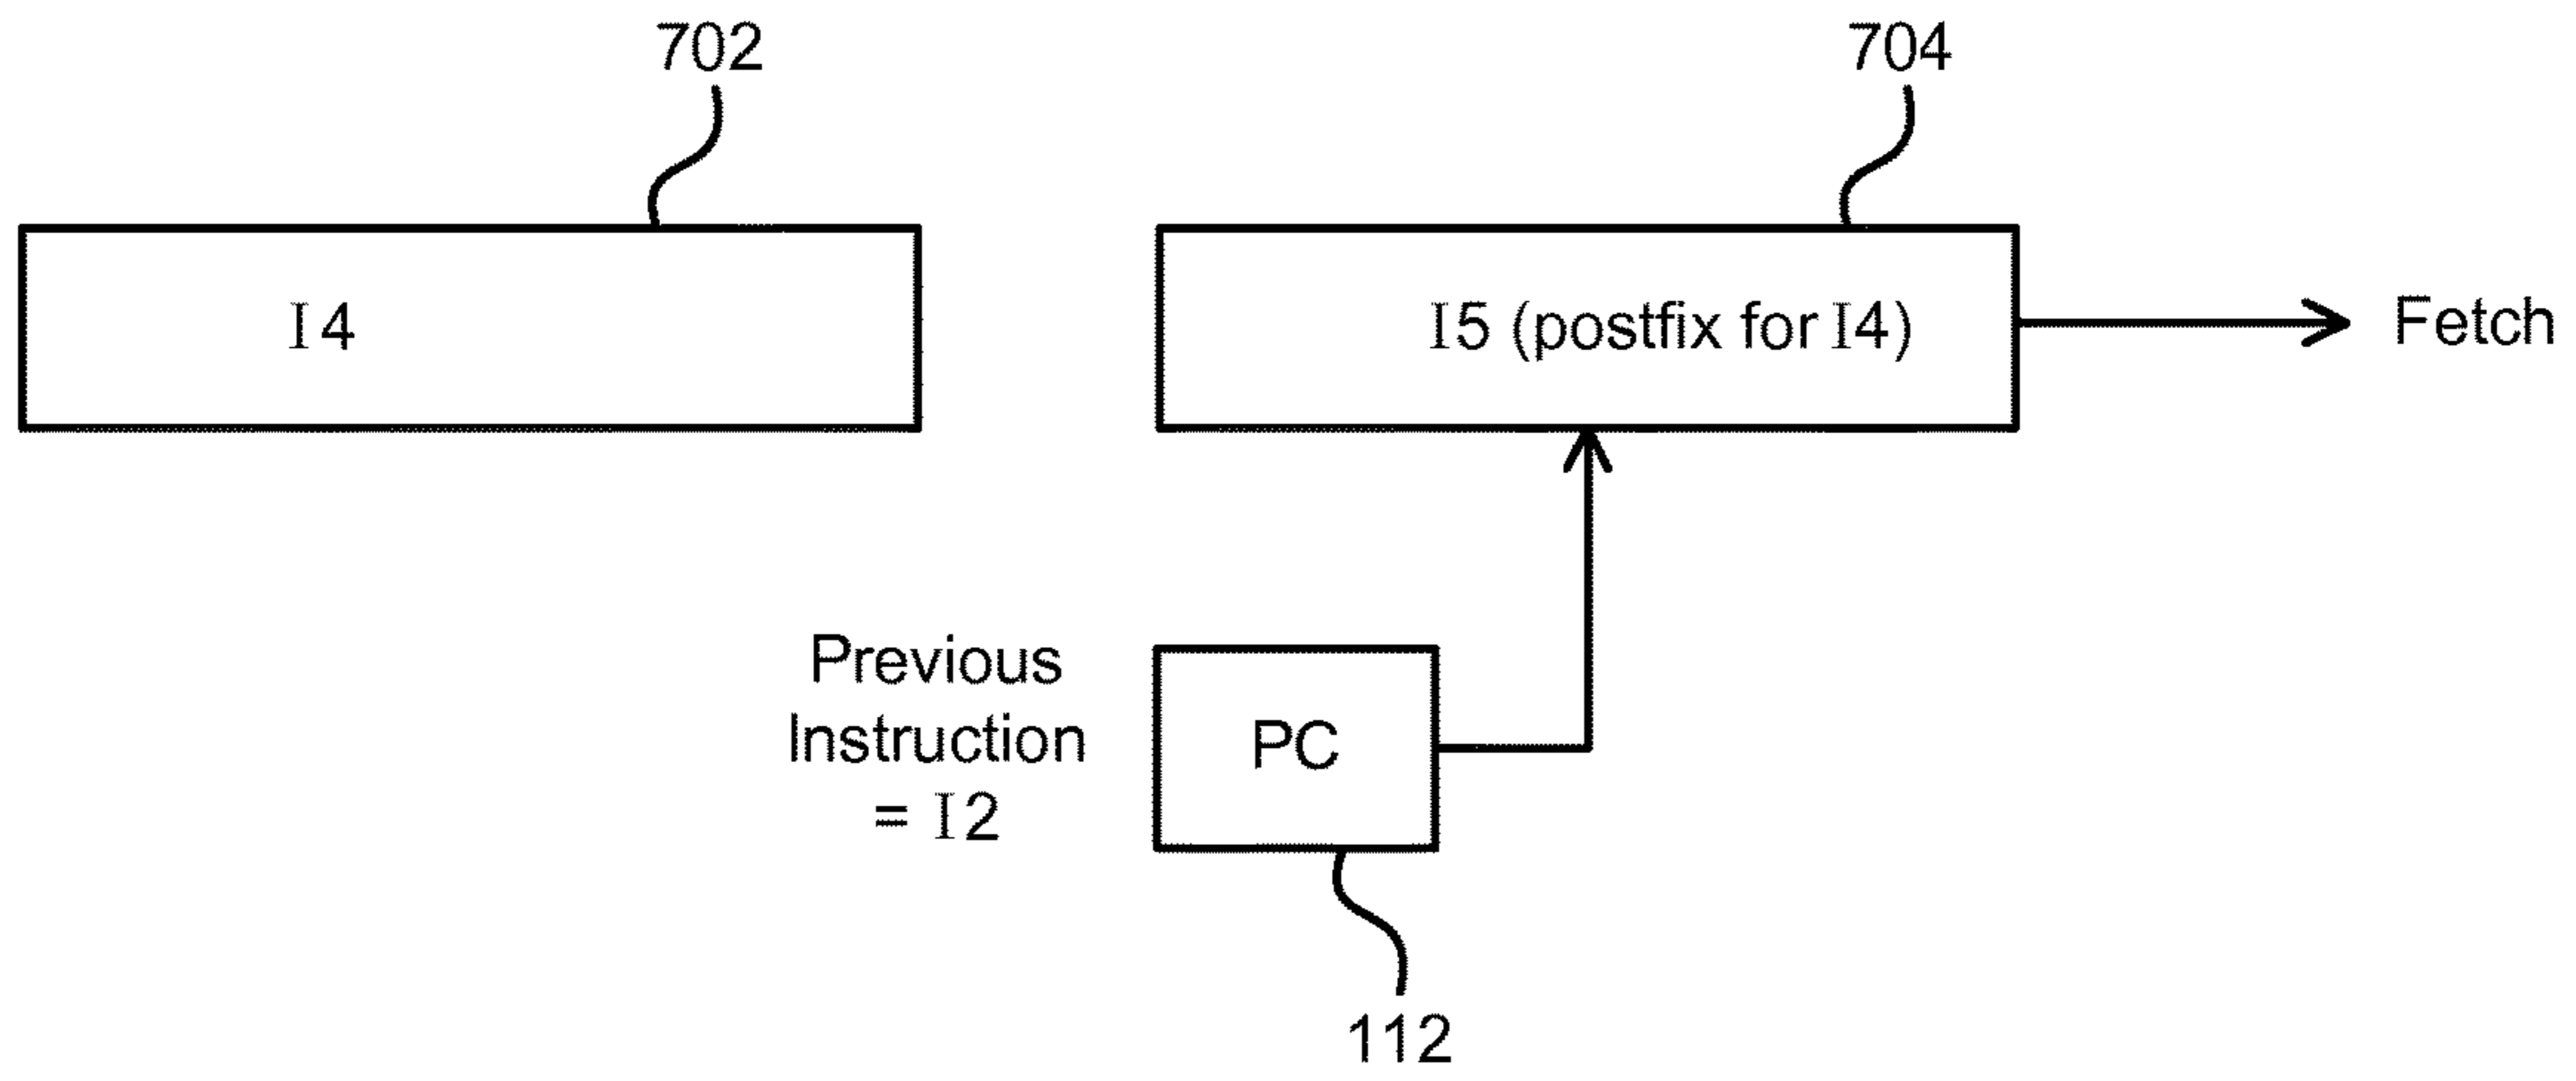 702
704
I4
I5 (postfix for I4)
Fetch
Previous
Instruction
= I2
PC
112